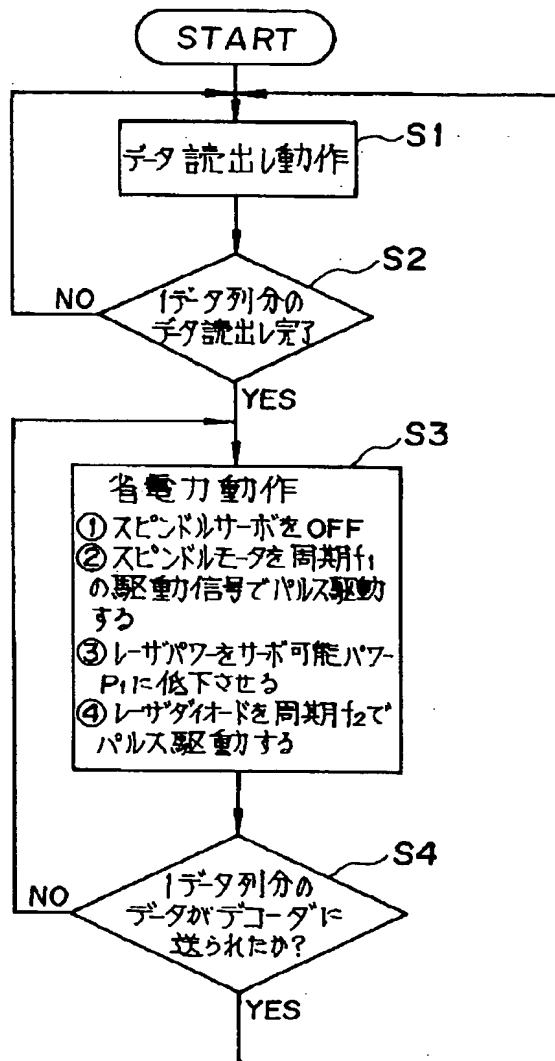 START
S1
データ読出し動作
S2
1データ列分の
データ読出し完了
NO
YES
S3
省電力動作
①スピンドルサーボをOFF
②スピンドルモータを周期f₁
の駆動信号でパルス駆動
する
③レーザパワーをサーボ可能パワー
P₁に低下させる
④レーザダイオードを周期f₂で
パルス駆動する
S4
1データ列分の
データがデコーダに
送られたか?
NO
YES